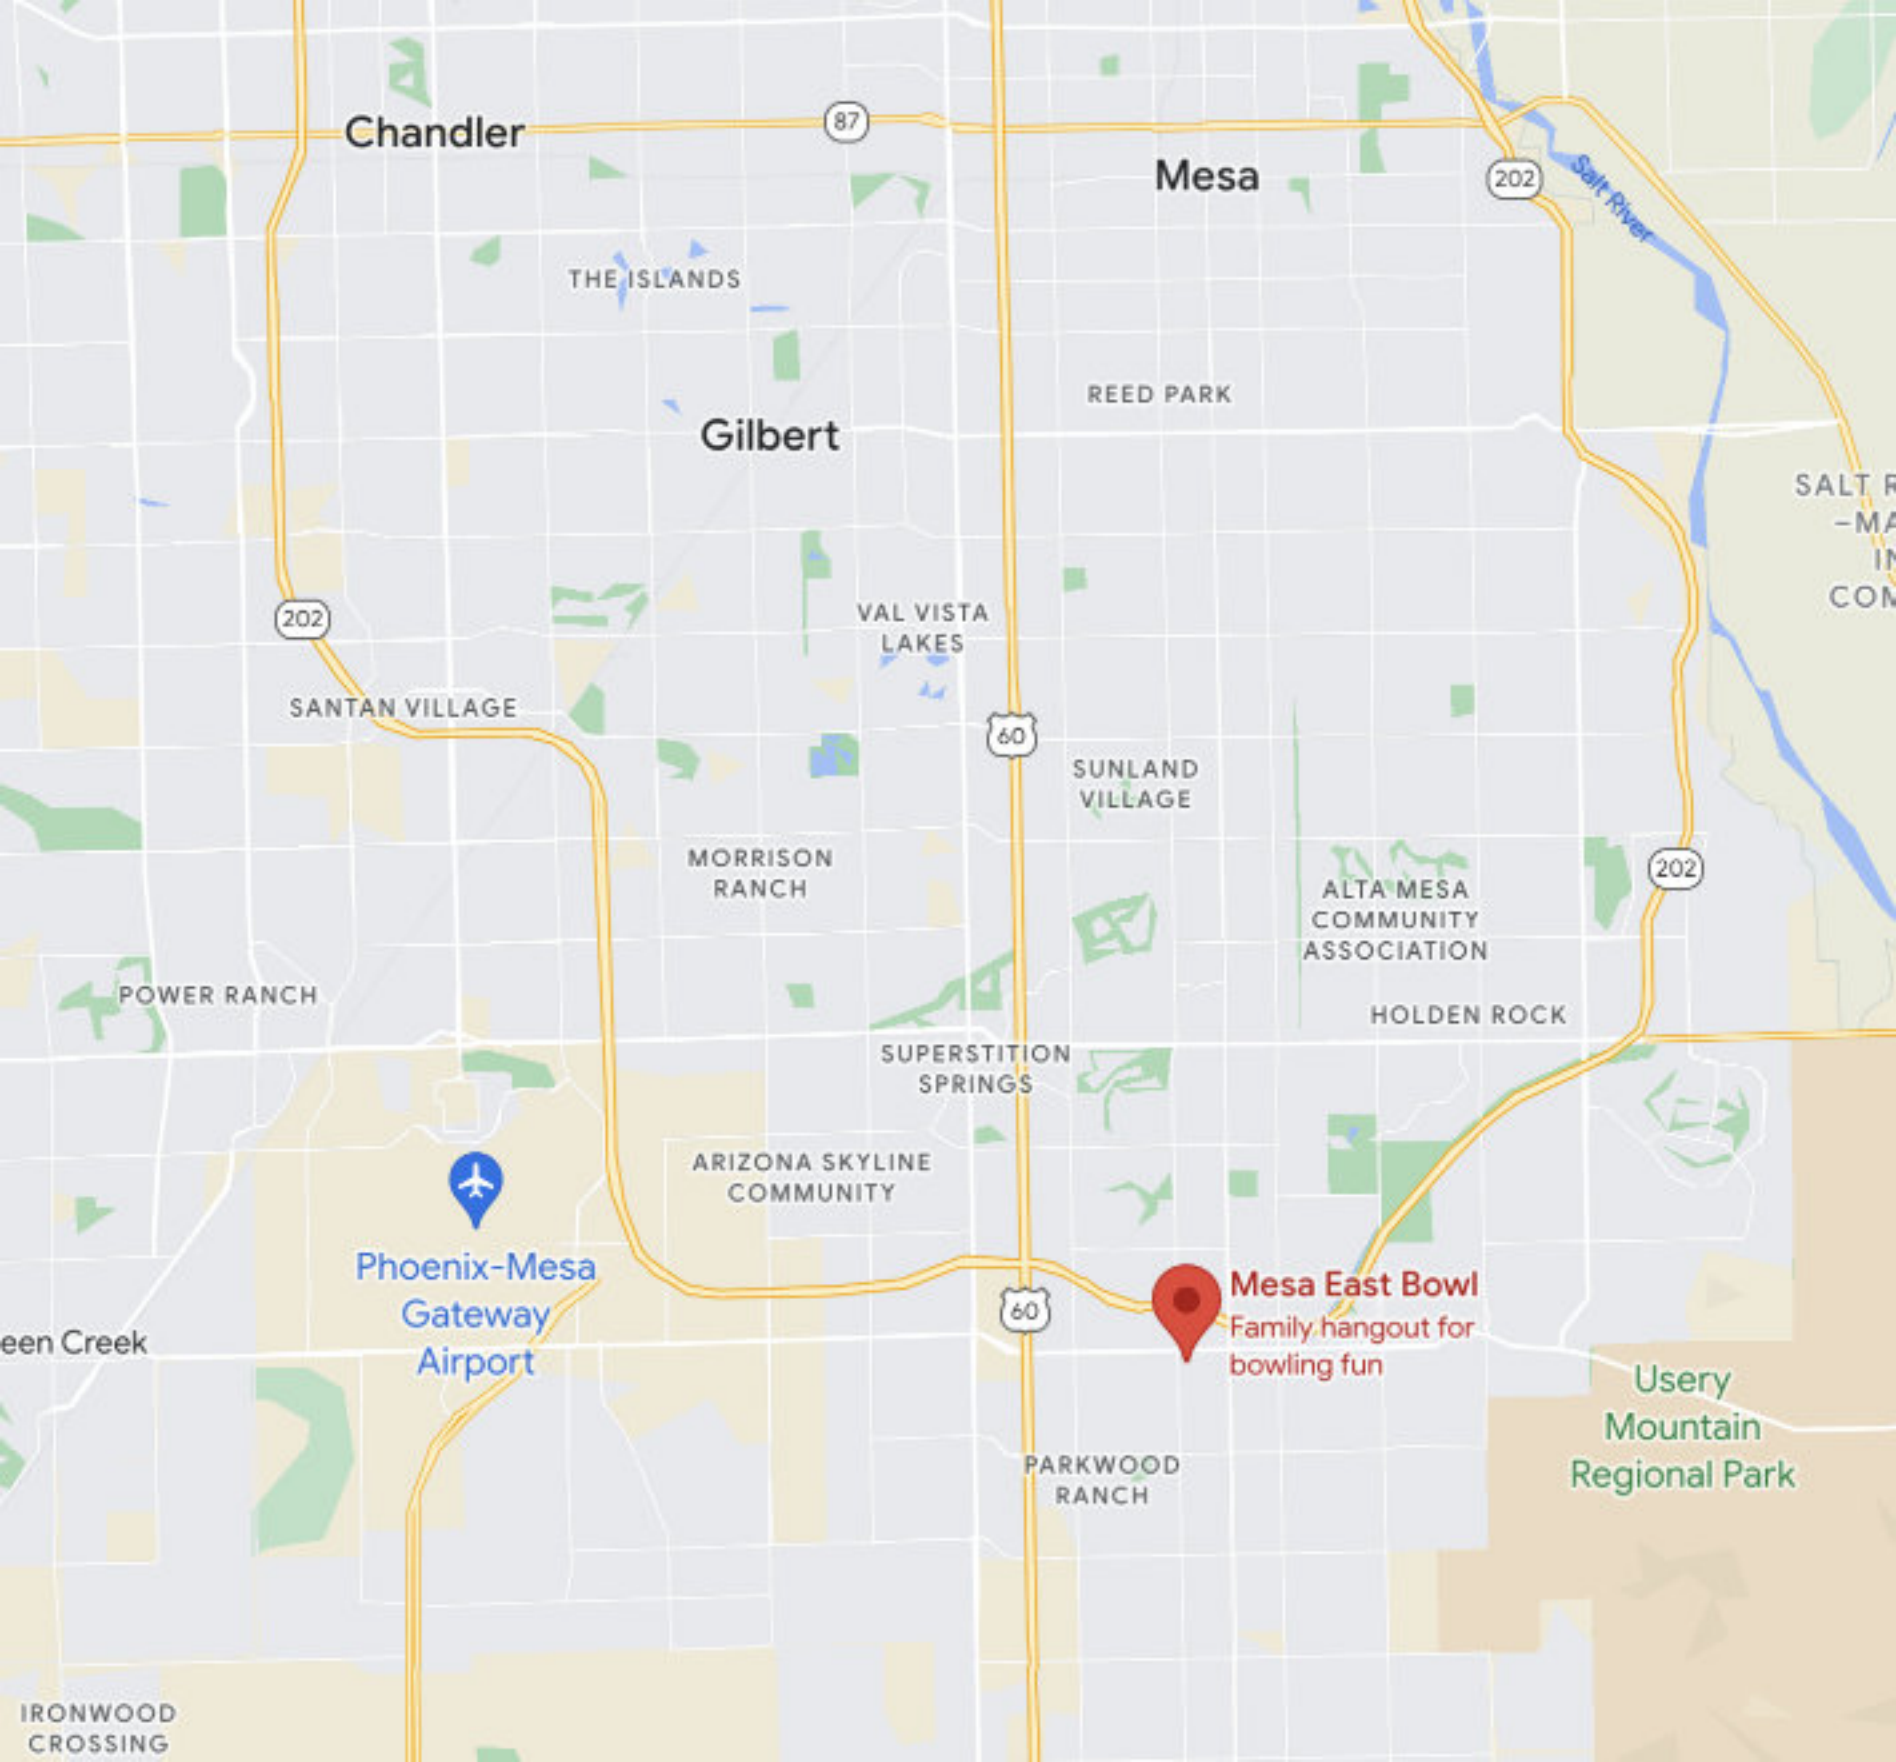 Chandler
87
Mesa
202
Salt River
THE ISLANDS
REED PARK
Gilbert
SALT R
-MA
IN
COM
202
VAL VISTA
LAKES
SANTAN VILLAGE
60
SUNLAND
VILLAGE
MORRISON
RANCH
202
ALTA MESA
COMMUNITY
ASSOCIATION
POWER RANCH
HOLDEN ROCK
SUPERSTITION
SPRINGS
ARIZONA SKYLINE
COMMUNITY
Phoenix-Mesa
Gateway
Airport
60
Mesa East Bowl
Family hangout for
bowling fun
een Creek
Usery
Mountain
Regional Park
PARKWOOD
RANCH
IRONWOOD
CROSSING